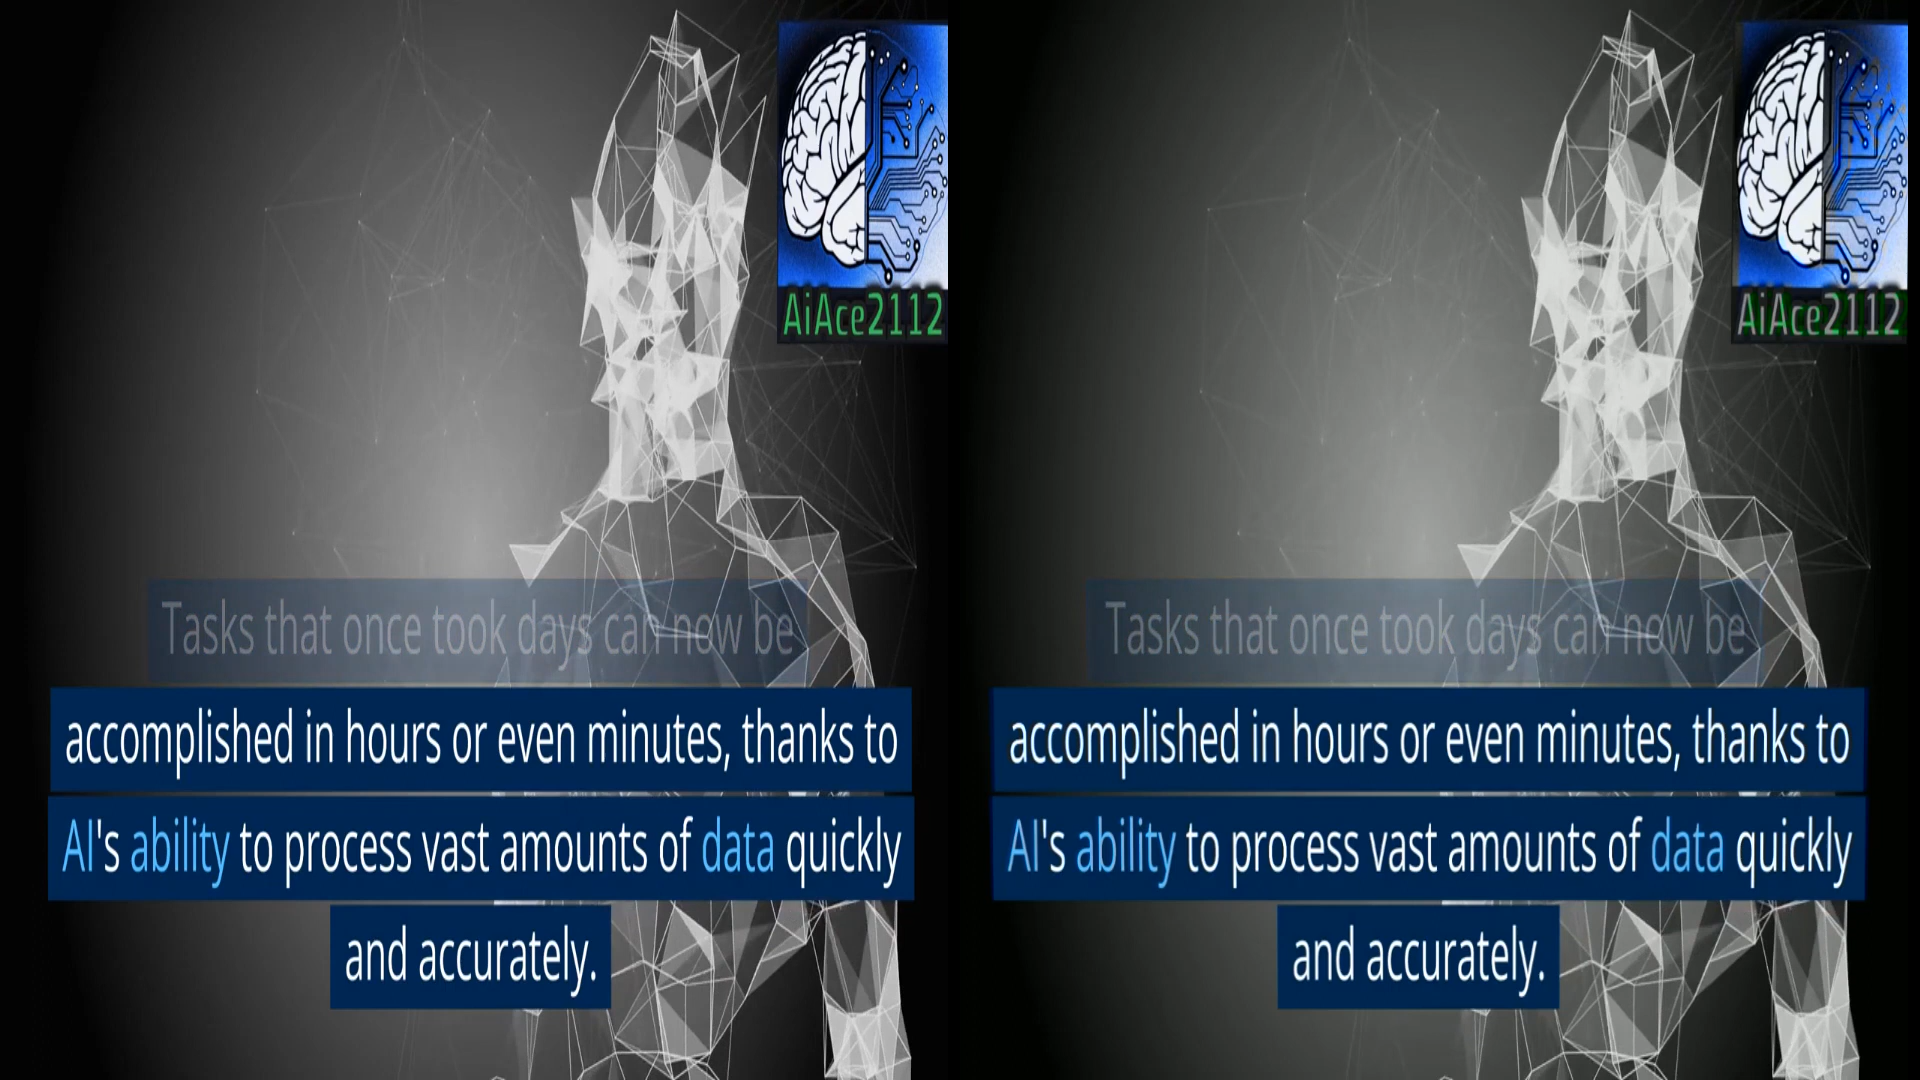 AiAce2112
Tasks that once took days can now be
accomplished in hours or even minutes, thanks to
AI's ability to process vast amounts of data quickly
and accurately.
AiAce2112
Tasks that once took days can now be
accomplished in hours or even minutes, thanks to
AI's ability to process vast amounts of data quickly
and accurately.